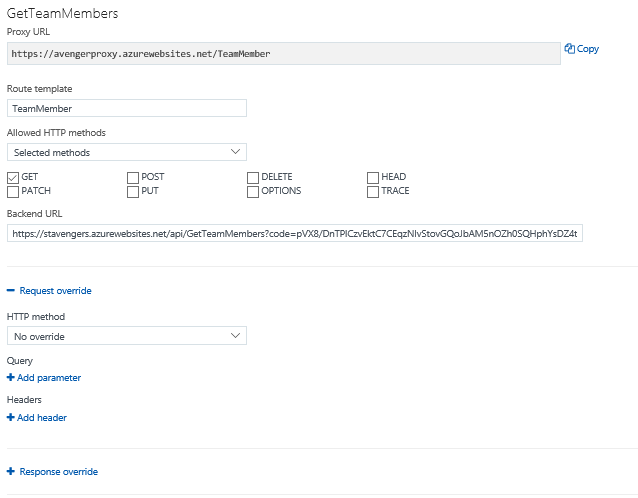 GetTeamMembers
Proxy URL
https://avengerproxy.azurewebsites.net/TeamMember
Copy
Route template
TeamMember
Allowed HTTP methods
Selected methods
GET POST DELETE HEAD
PATCH PUT OPTIONS TRACE
Backend URL
https://stavengers.azurewebsites.net/api/GetTeamMembers?code=pVX8/DnTPlCzvEktC7CEqzNlvStovGQoJbAM5nOZh0SQHphYsDZ4t
Request override
HTTP method
No override
Query
Add parameter
Headers
Add header
Response override